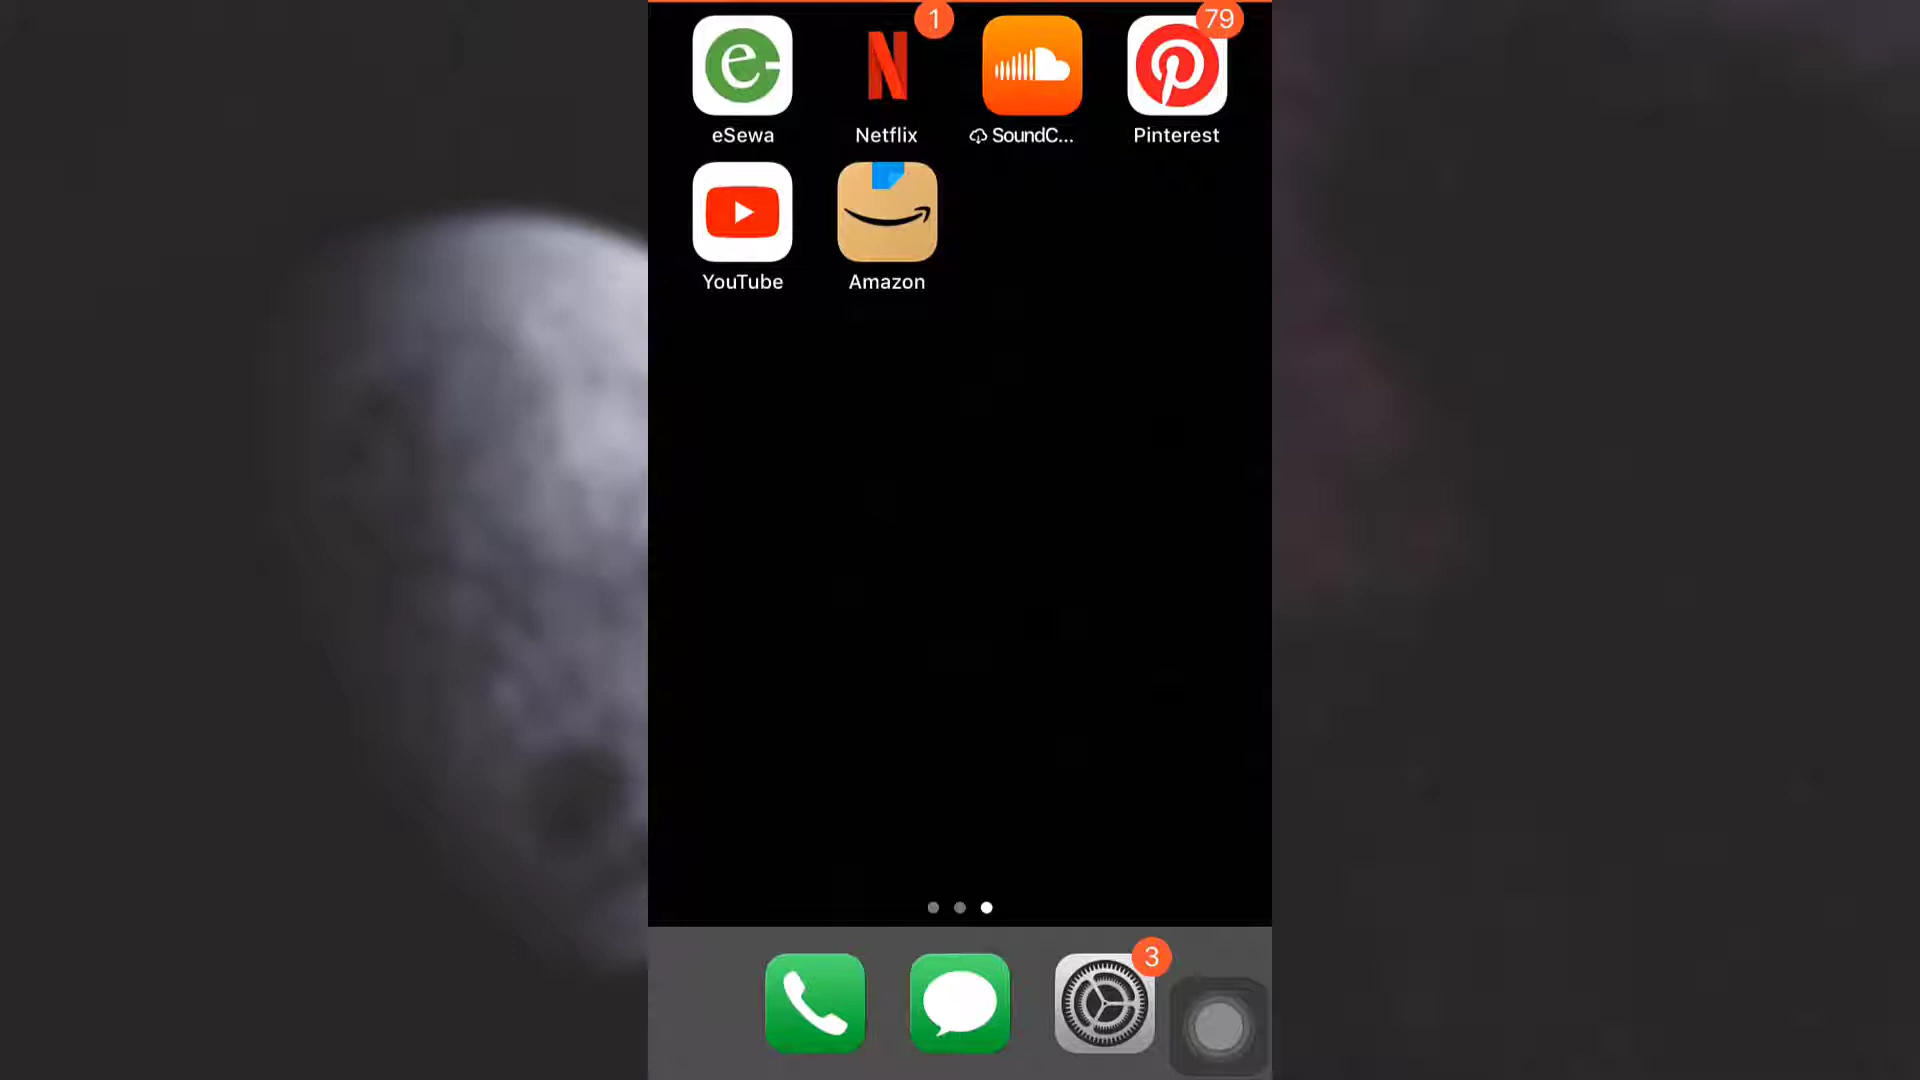 1
79
eSewa
Netflix
SoundC...
Pinterest
YouTube
Amazon
3